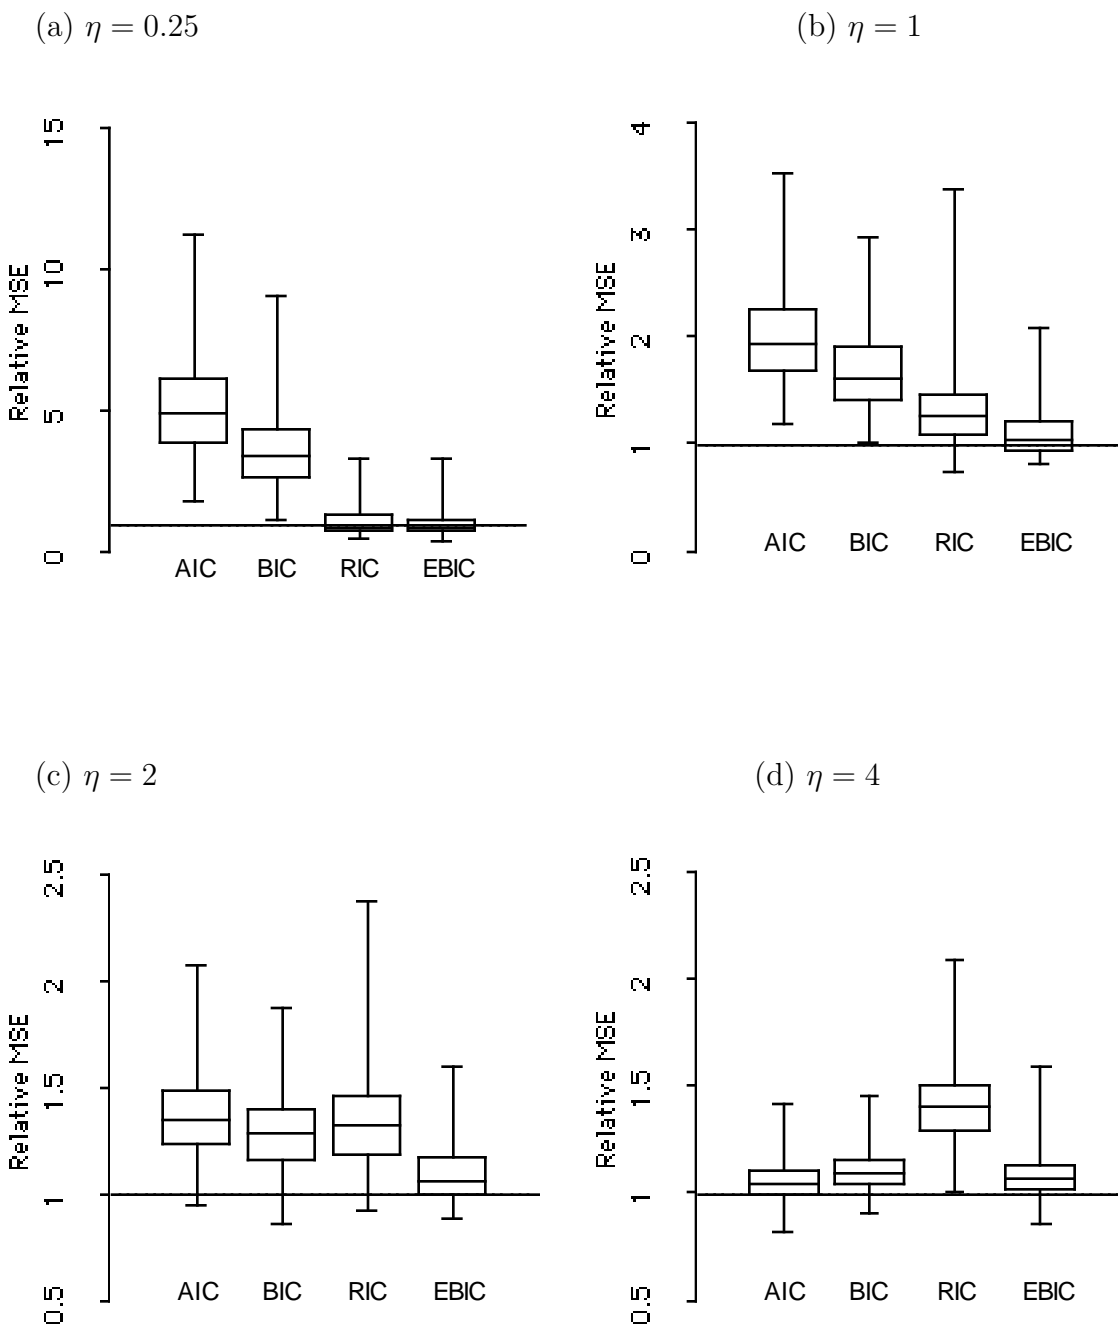 (a) η = 0.25
15
10
5
0
Relative MSE
AIC BIC RIC EBIC
(b) η = 1
4
3
2
1
0
Relative MSE
AIC BIC RIC EBIC
(c) η = 2
2.5
2
1.5
1
0.5
Relative MSE
AIC BIC RIC EBIC
(d) η = 4
2.5
2
1.5
1
0.5
Relative MSE
AIC BIC RIC EBIC